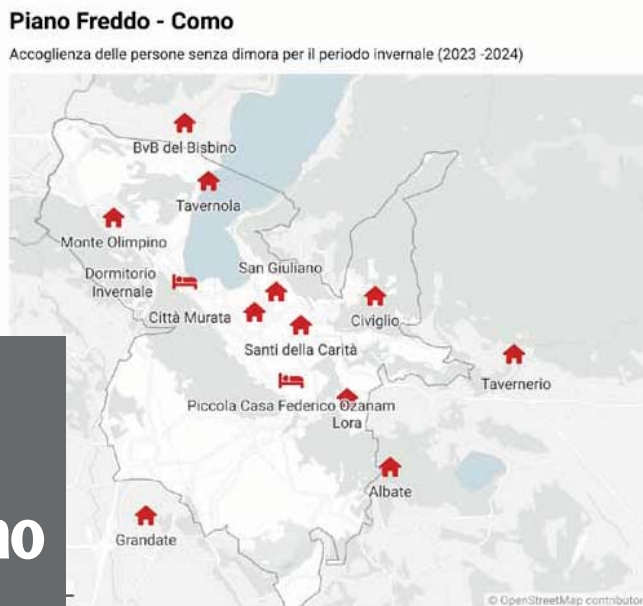 Piano Freddo - Como
Accoglienza delle persone senza dimora per il periodo invernale (2023 -2024)
BvB del Bisbino
Tavernola
Monte Olimpino
Dormitorio
Invernale
San Giuliano
Città Murata
Civiglio
Santi della Carità
Tavernerio
Piccola Casa Federico Ozanam
Lora
Albate
Grandate
no
© OpenStreetMap contributor